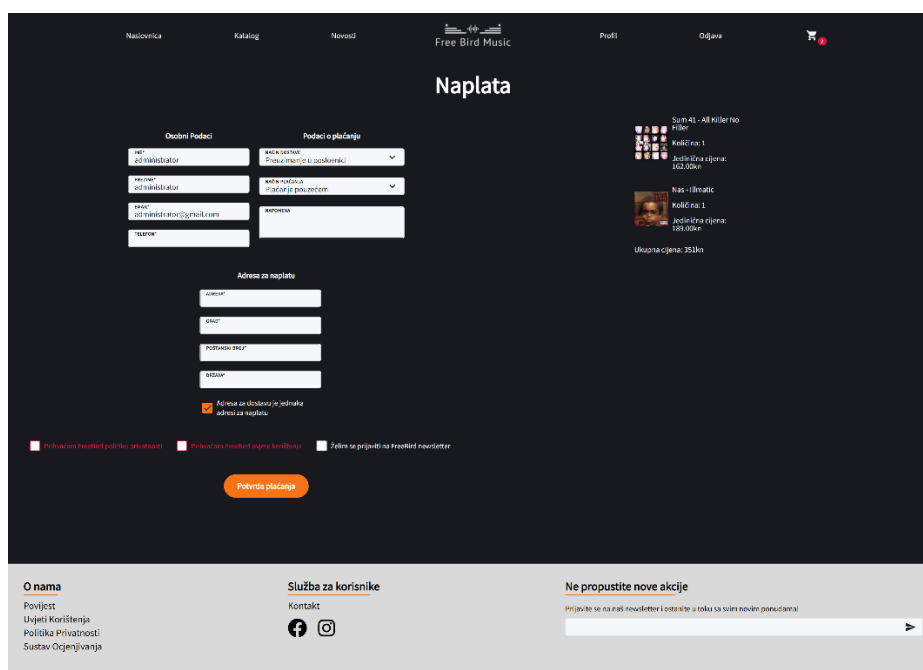 Naslovnica
Katalog
Novosti
Free Bird Music
Profil
Odjava
2
Naplata
Osobni Podaci
IME*
administrator
PREZIME*
administrator
EMAIL*
administrator@gmail.com
TELEFON*
Podaci o plaćanju
NAČIN DOSTAVE
Preuzimanje u poslovnici
NAČIN PLAĆANJA
Plaćanje pouzećem
NAPOMENA
Sum 41 - All Killer No
Filler
Količina: 1
Jedinična cijena:
162.00kn
Nas - Illmatic
Količina: 1
Jedinična cijena:
189.00kn
Ukupna cijena: 351kn
Adresa za naplatu
ADRESA*
GRAD*
POŠTANSKI BROJ*
DRŽAVA*
Adresa za dostavu je jednaka
adresi za naplatu
Prihvaćam FreeBird politiku privatnosti
Prihvaćam FreeBird uvjete korištenja
Želim se prijaviti na FreeBird newsletter
Potvrda plaćanja
O nama
Povijest
Uvjeti Korištenja
Politika Privatnosti
Sustav Ocjenjivanja
Služba za korisnike
Kontakt
Ne propustite nove akcije
Prijavite se na naš newsletter i ostanite u toku sa svim novim ponudama!